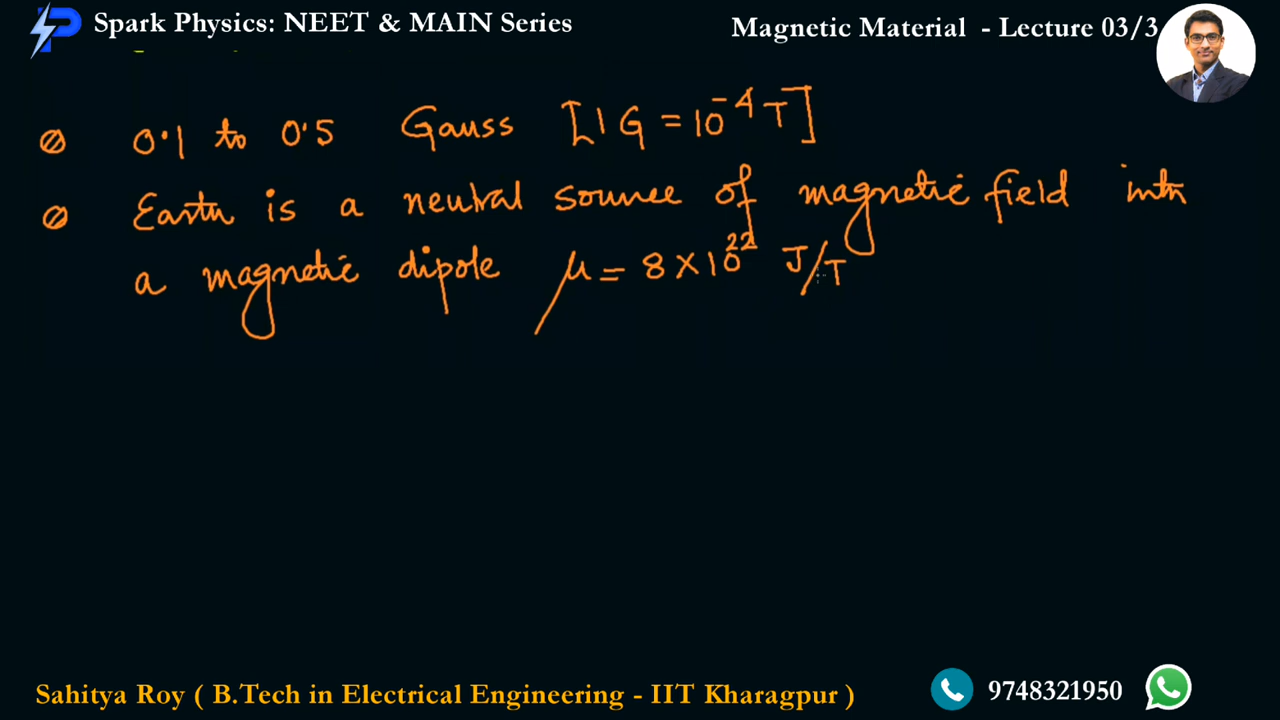 Spark Physics: NEET & MAIN Series
Magnetic Material - Lecture 03/3
0.1 to 0.5 Gauss [1 G = 10⁻⁴ T]
Earth is a neutral source of magnetic field with
a magnetic dipole μ = 8 × 10²² J/T
Sahitya Roy ( B.Tech in Electrical Engineering - IIT Kharagpur )
9748321950